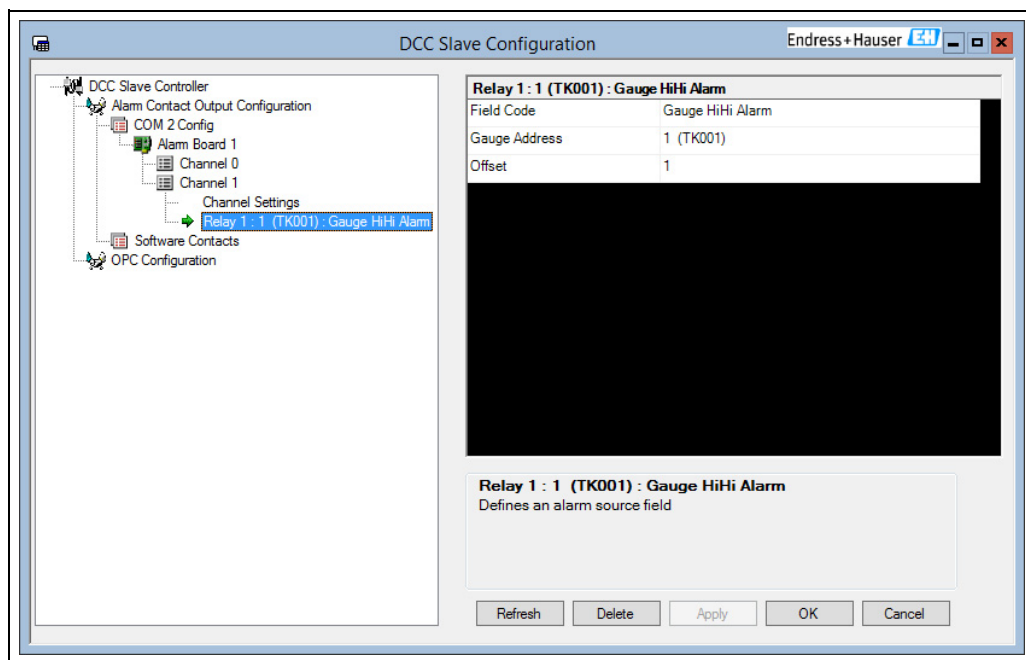 DCC Slave Configuration
Endress+Hauser EH
DCC Slave Controller
Alarm Contact Output Configuration
COM 2 Config
Alarm Board 1
Channel 0
Channel 1
Channel Settings
Relay 1 : 1 (TK001) : Gauge HiHi Alarm
Software Contacts
OPC Configuration
Relay 1 : 1 (TK001) : Gauge HiHi Alarm
Field Code Gauge HiHi Alarm
Gauge Address 1 (TK001)
Offset 1
Relay 1 : 1 (TK001) : Gauge HiHi Alarm
Defines an alarm source field
Refresh Delete Apply OK Cancel